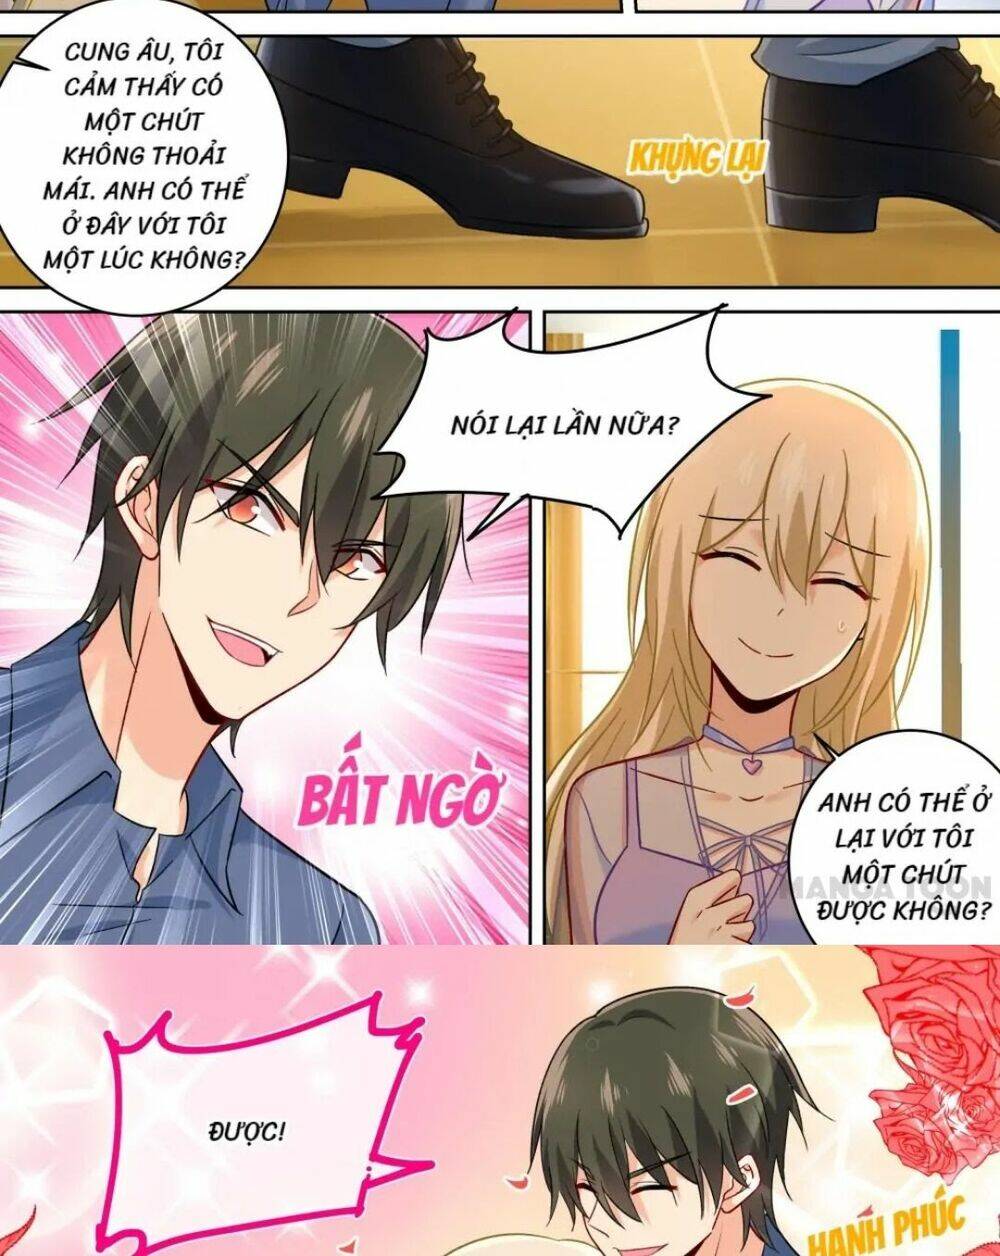 CUNG ÂU, TÔI
CẢM THẤY CÓ
MỘT CHÚT
KHÔNG THOẢI
MÁI. ANH CÓ THỂ
Ở ĐÂY VỚI TÔI
MỘT LÚC KHÔNG?
KHỰNG LẠI
NÓI LẠI LẦN NỮA?
BẤT NGỜ
ANH CÓ THỂ Ở
LẠI VỚI TÔI
MỘT CHÚT
ĐƯỢC KHÔNG?
MANGA TOON
ĐƯỢC!
HẠNH PHÚC